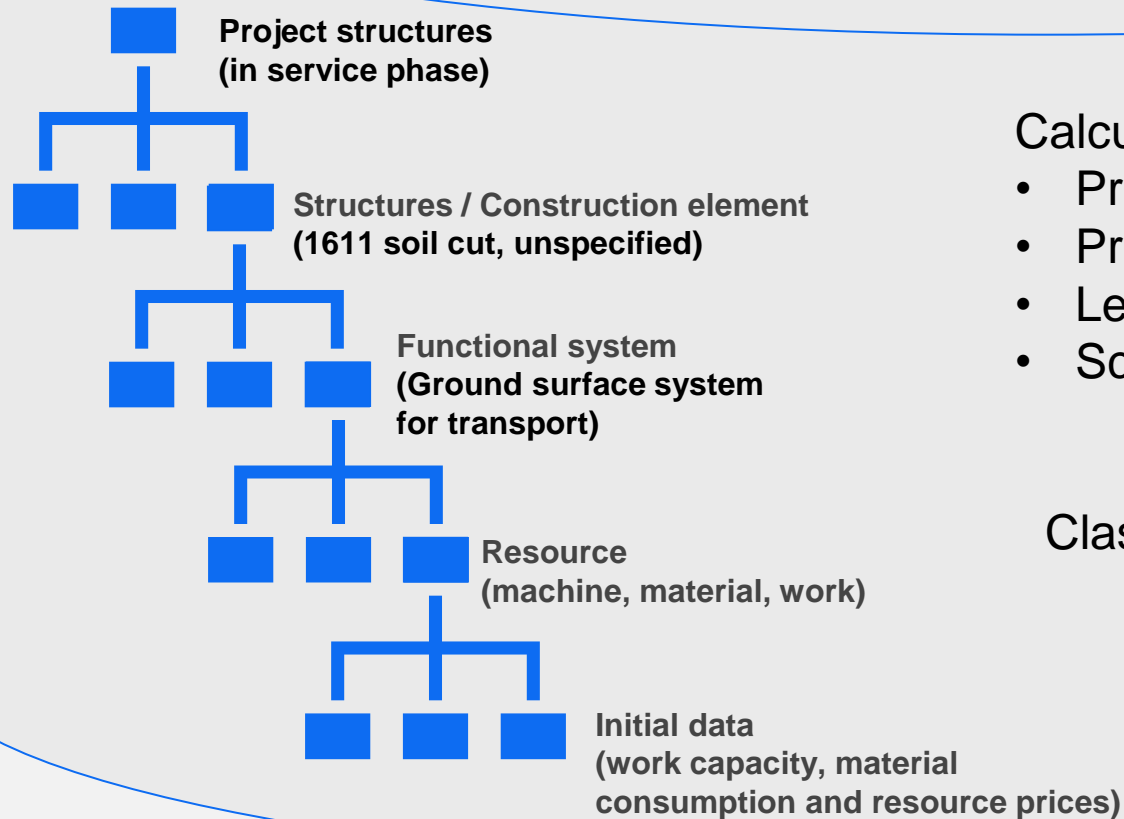 Project structures
(in service phase)
Structures / Construction element
(1611 soil cut, unspecified)
Functional system
(Ground surface system
for transport)
Resource
(machine, material, work)
Initial data
(work capacity, material
consumption and resource prices)